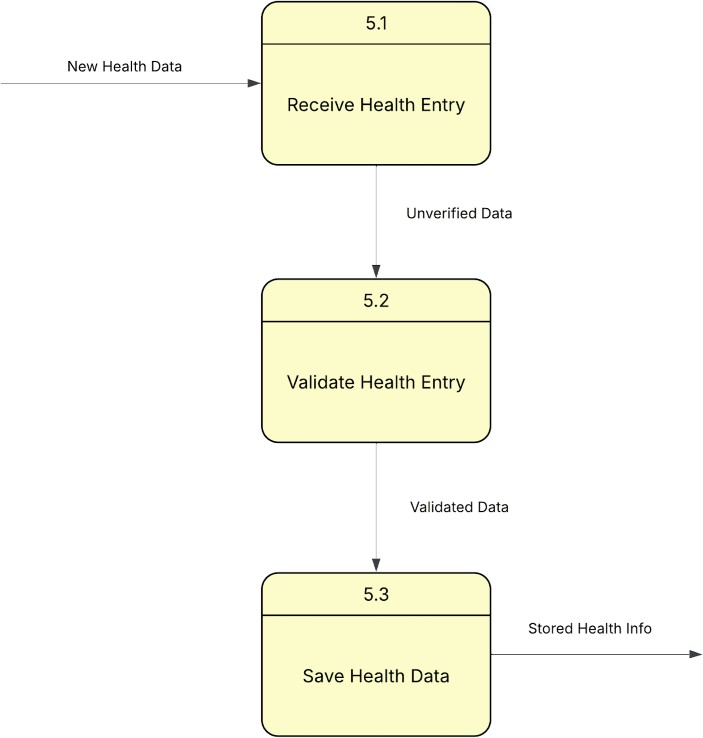 5.1
New Health Data
Receive Health Entry
Unverified Data
5.2
Validate Health Entry
Validated Data
5.3
Stored Health Info
Save Health Data